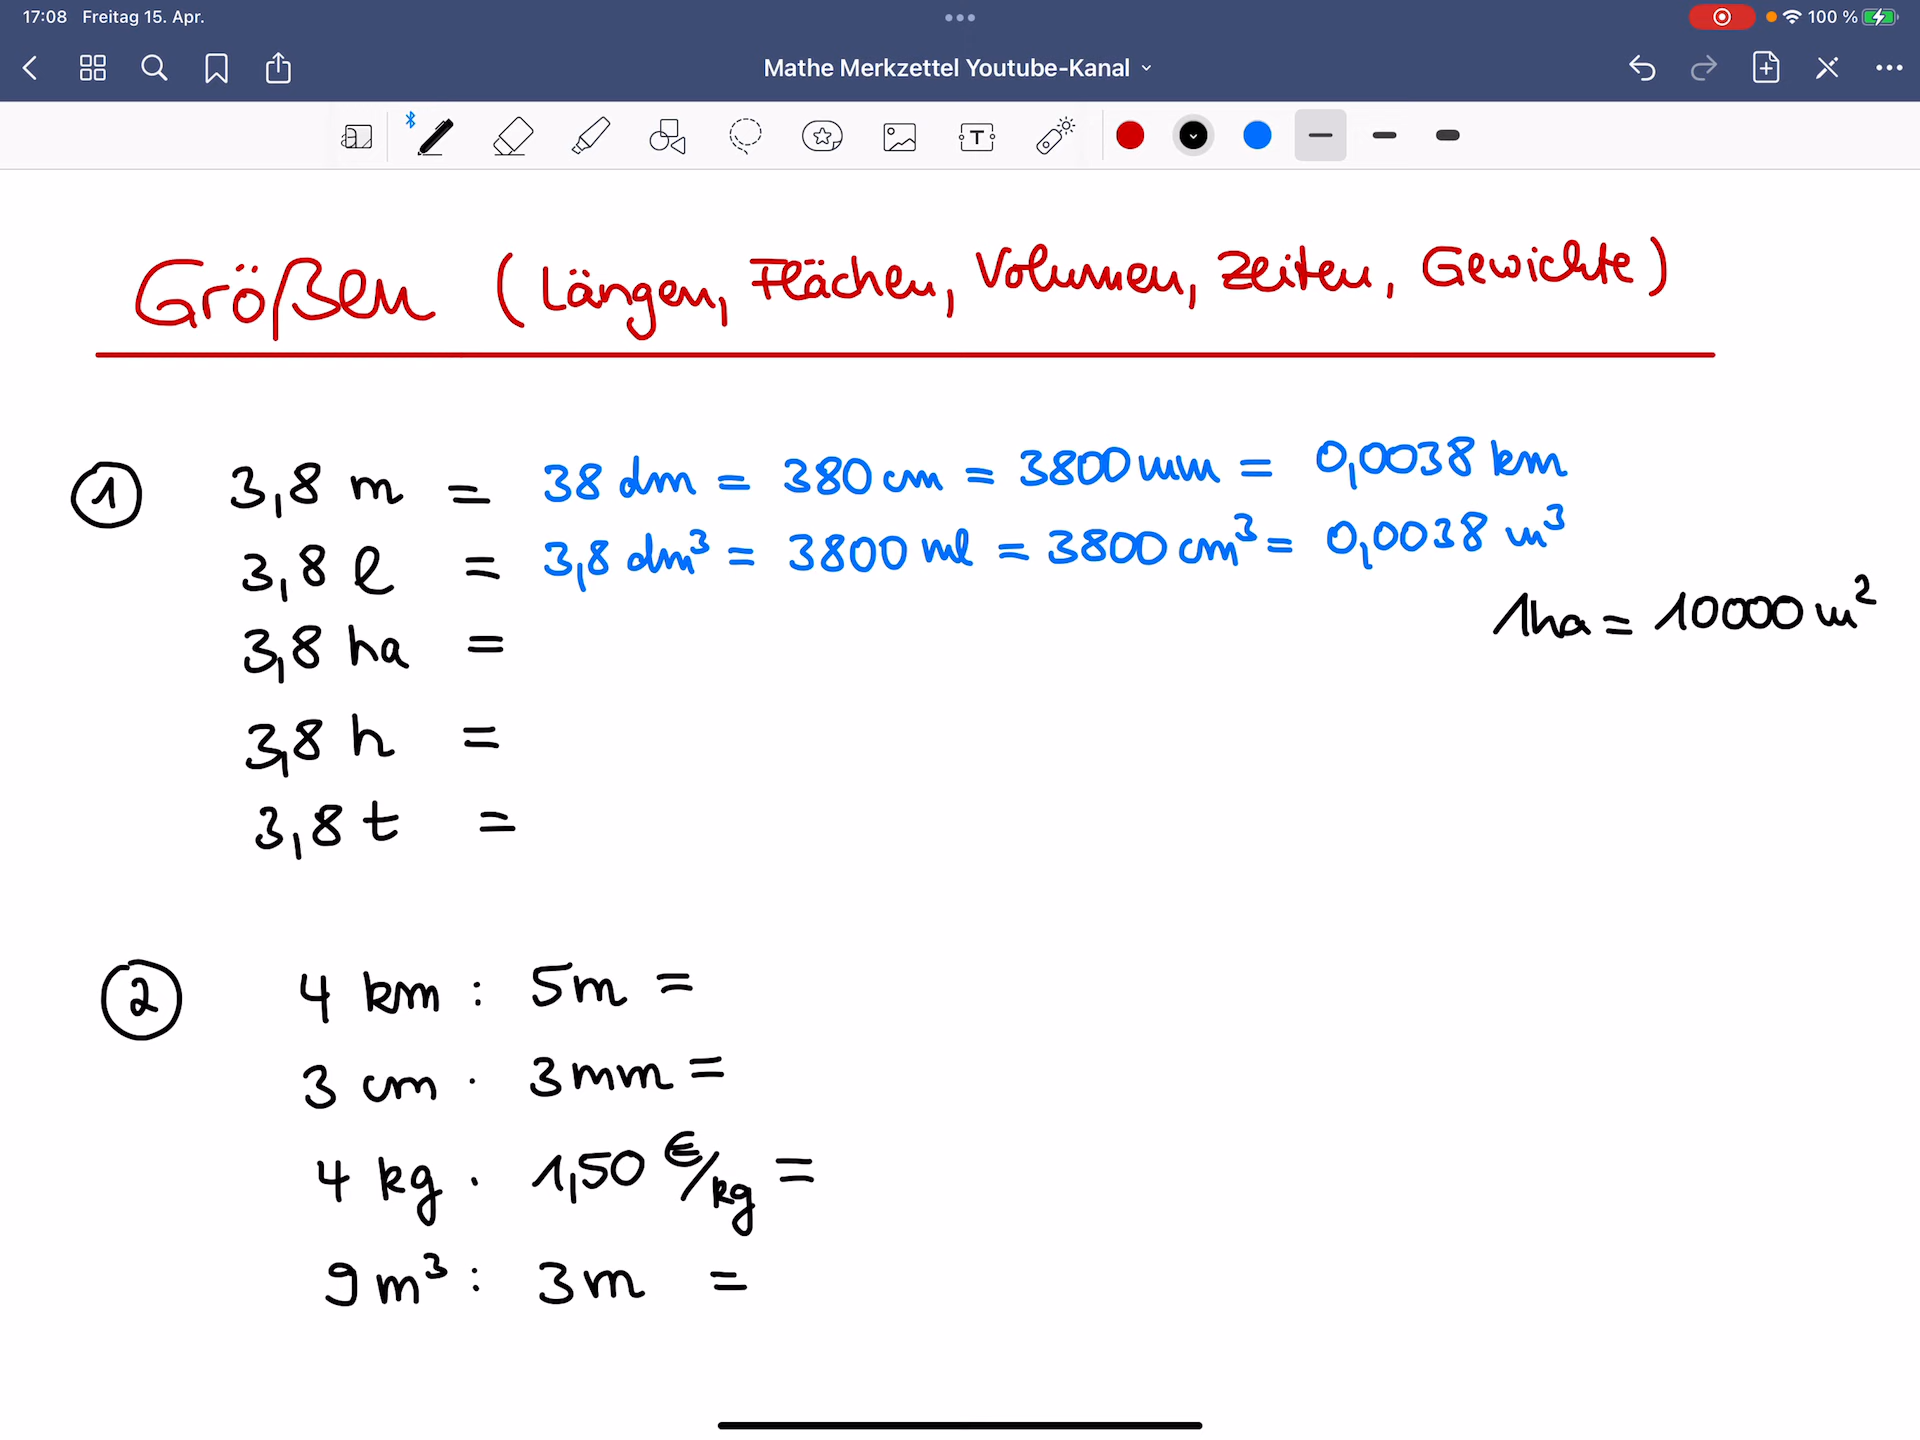 17:08 Freitag 15. Apr.
100 %
Mathe Merkzettel Youtube-Kanal
Größen (Längen, Flächen, Volumen, Zeiten, Gewichte)
① 3,8 m = 38 dm = 380 cm = 3800 mm = 0,0038 km
3,8 l = 3,8 dm³ = 3800 ml = 3800 cm³ = 0,0038 m³
1ha = 10000 m²
3,8 ha =
3,8 h =
3,8 t =
② 4 km : 5m =
3 cm · 3mm =
4 kg · 1,50 €/kg =
9m³ : 3m =